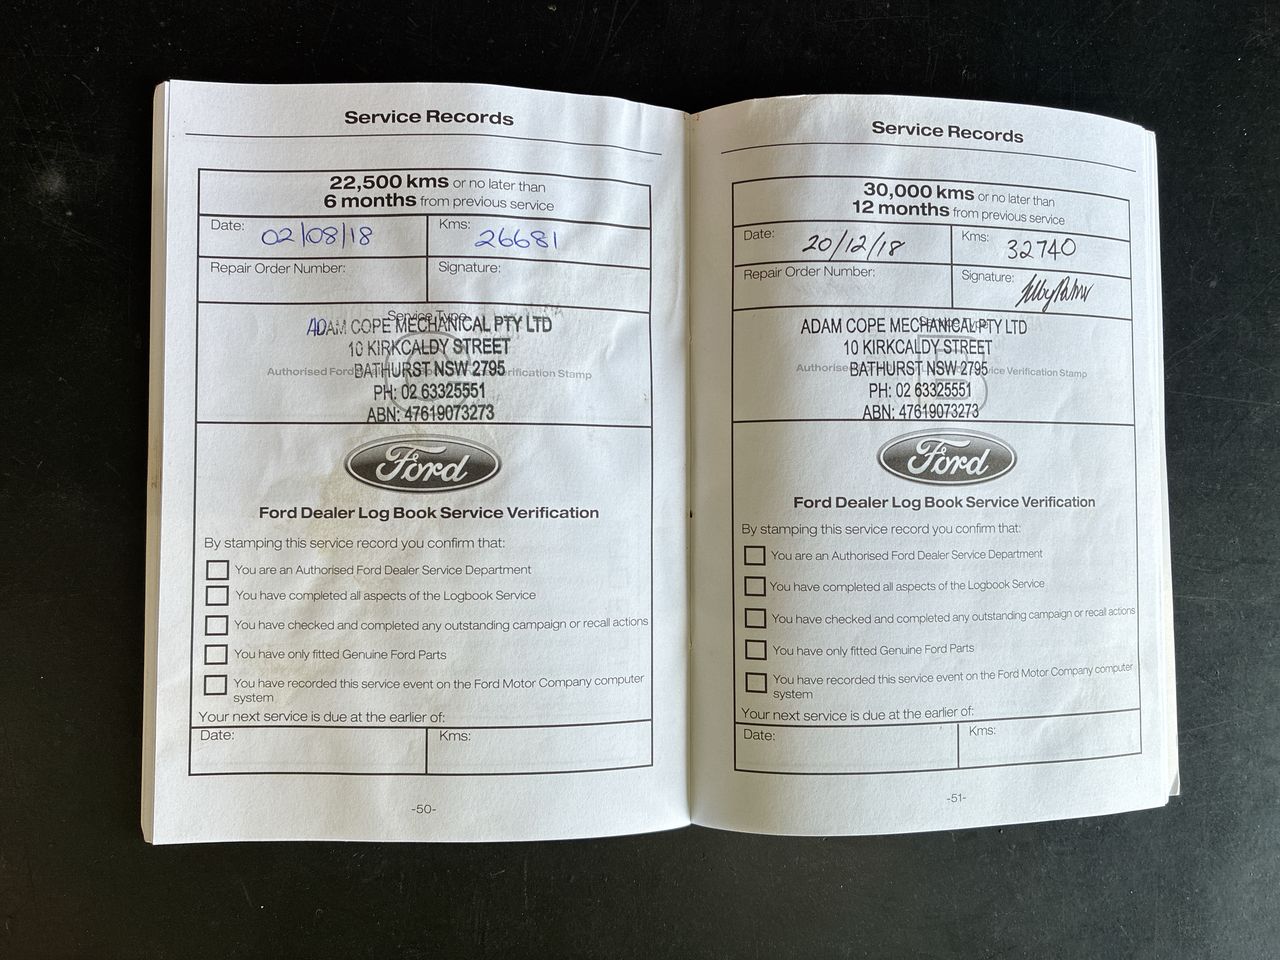 Service Records
22,500 kms or no later than
6 months from previous service
Date: 02/08/18
Kms: 26681
Repair Order Number:
Signature:
Service Type
ADAM COPE MECHANICAL PTY LTD
10 KIRKCALDY STREET
BATHURST NSW 2795
Authorised Ford Verification Stamp
PH: 02 63325551
ABN: 47619073273
Ford
Ford Dealer Log Book Service Verification
By stamping this service record you confirm that:
You are an Authorised Ford Dealer Service Department
You have completed all aspects of the Logbook Service
You have checked and completed any outstanding campaign or recall actions
You have only fitted Genuine Ford Parts
You have recorded this service event on the Ford Motor Company computer
system
Your next service is due at the earlier of:
Date:
Kms:
-50-
Service Records
30,000 kms or no later than
12 months from previous service
Date: 20/12/18
Kms: 32740
Repair Order Number:
Signature:
ADAM COPE MECHANICAL PTY LTD
10 KIRKCALDY STREET
BATHURST NSW 2795
Authorise Service Verification Stamp
PH: 02 63325551
ABN: 47619073273
Ford
Ford Dealer Log Book Service Verification
By stamping this service record you confirm that:
You are an Authorised Ford Dealer Service Department
You have completed all aspects of the Logbook Service
You have checked and completed any outstanding campaign or recall actions
You have only fitted Genuine Ford Parts
You have recorded this service event on the Ford Motor Company computer
system
Your next service is due at the earlier of:
Date:
Kms:
-51-